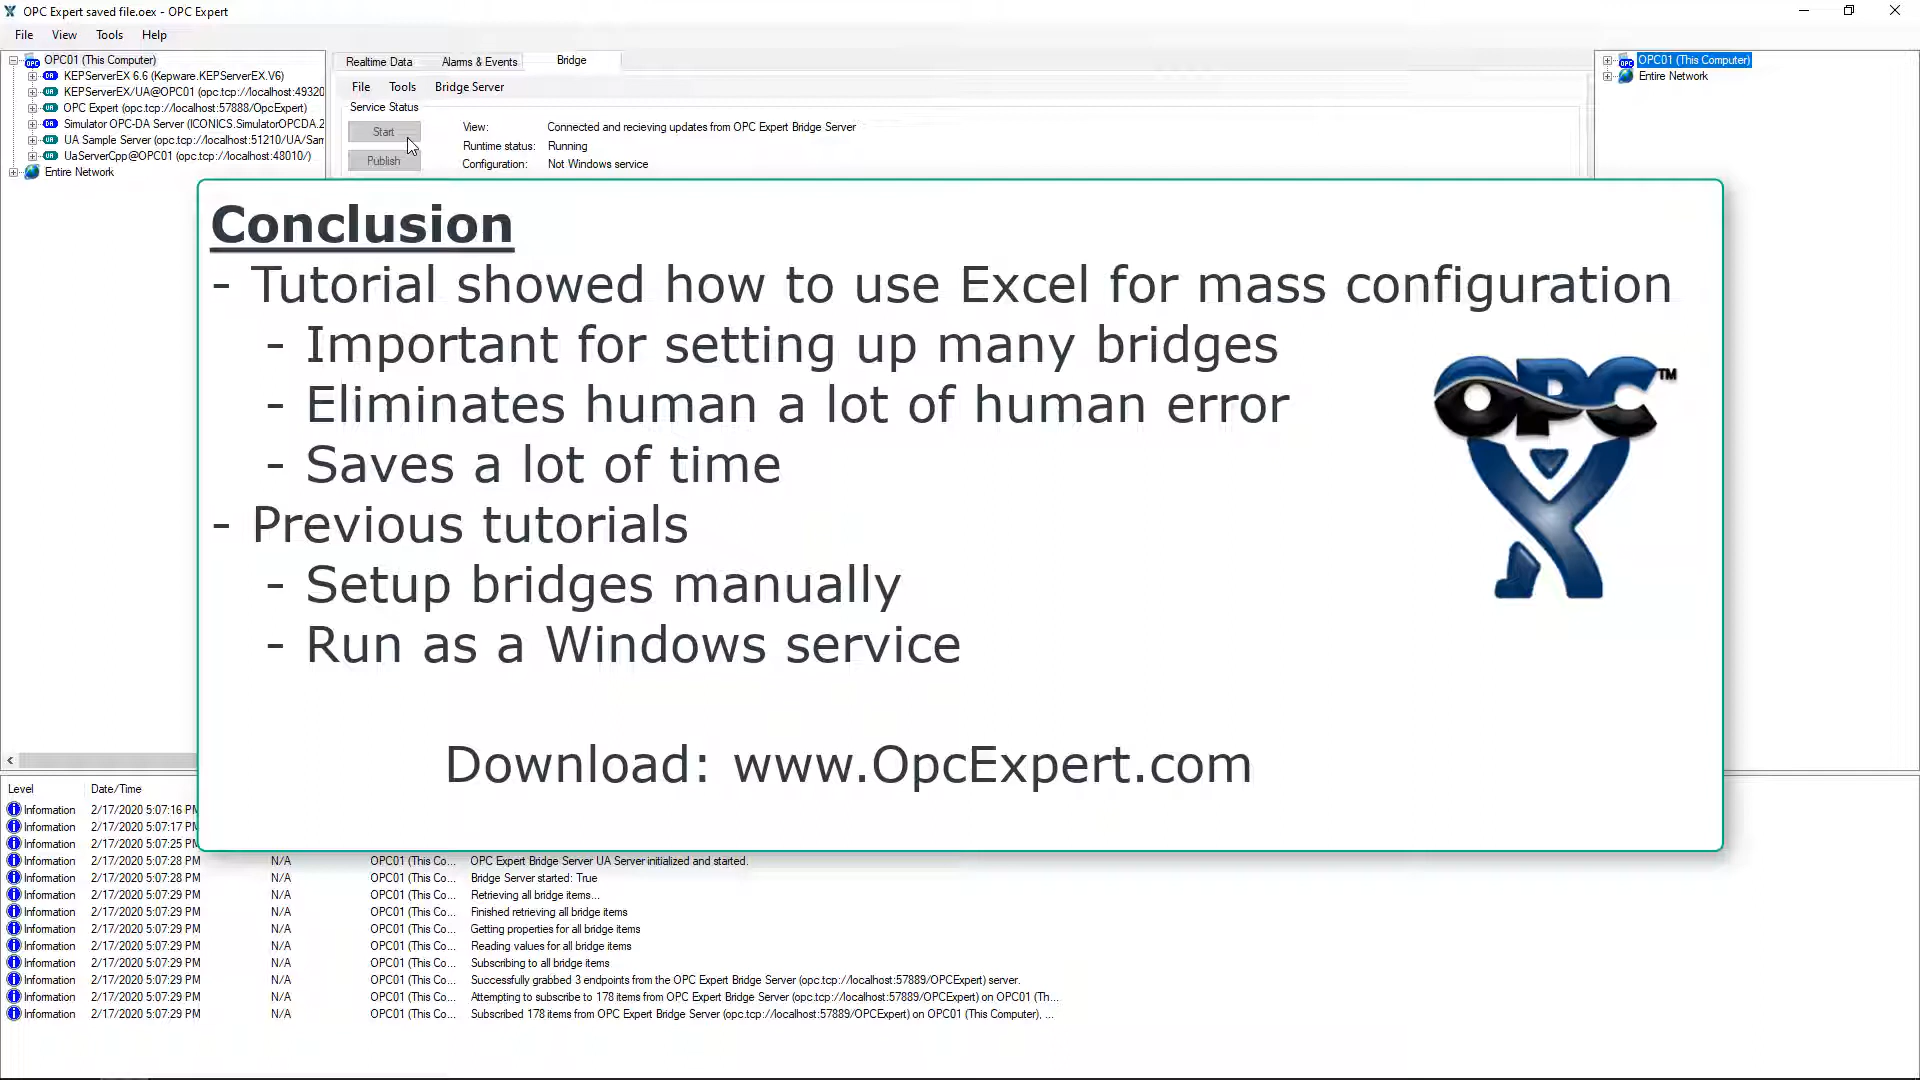 OPC Expert saved file.oex - OPC Expert
File View Tools Help
OPC01 (This Computer)
KEPServerEX 6.6 (Kepware.KEPServerEX.V6)
KEPServerEX/UA@OPC01 (opc.tcp://localhost:49320
OPC Expert (opc.tcp://localhost:57888/OpcExpert)
Simulator OPC-DA Server (ICONICS.SimulatorOPCDA.2
UA Sample Server (opc.tcp://localhost:51210/UA/Sam
UaServerCpp@OPC01 (opc.tcp://localhost:48010/)
Entire Network
Realtime Data Alarms & Events Bridge
File Tools Bridge Server
Service Status
Start
Publish
View: Connected and recieving updates from OPC Expert Bridge Server
Runtime status: Running
Configuration: Not Windows service
OPC01 (This Computer)
Entire Network
Conclusion
- Tutorial showed how to use Excel for mass configuration
- Important for setting up many bridges
- Eliminates human a lot of human error
- Saves a lot of time
- Previous tutorials
- Setup bridges manually
- Run as a Windows service
Download: www.OpcExpert.com
OPC™
Level Date/Time
Information 2/17/2020 5:07:16 PM
Information 2/17/2020 5:07:17 PM
Information 2/17/2020 5:07:25 PM
Information 2/17/2020 5:07:28 PM N/A OPC01 (This Co... OPC Expert Bridge Server UA Server initialized and started.
Information 2/17/2020 5:07:28 PM N/A OPC01 (This Co... Bridge Server started: True
Information 2/17/2020 5:07:29 PM N/A OPC01 (This Co... Retrieving all bridge items...
Information 2/17/2020 5:07:29 PM N/A OPC01 (This Co... Finished retrieving all bridge items
Information 2/17/2020 5:07:29 PM N/A OPC01 (This Co... Getting properties for all bridge items
Information 2/17/2020 5:07:29 PM N/A OPC01 (This Co... Reading values for all bridge items
Information 2/17/2020 5:07:29 PM N/A OPC01 (This Co... Subscribing to all bridge items
Information 2/17/2020 5:07:29 PM N/A OPC01 (This Co... Successfully grabbed 3 endpoints from the OPC Expert Bridge Server (opc.tcp://localhost:57889/OPCExpert) server.
Information 2/17/2020 5:07:29 PM N/A OPC01 (This Co... Attempting to subscribe to 178 items from OPC Expert Bridge Server (opc.tcp://localhost:57889/OPCExpert) on OPC01 (Th...
Information 2/17/2020 5:07:29 PM N/A OPC01 (This Co... Subscribed 178 items from OPC Expert Bridge Server (opc.tcp://localhost:57889/OPCExpert) on OPC01 (This Computer), ...